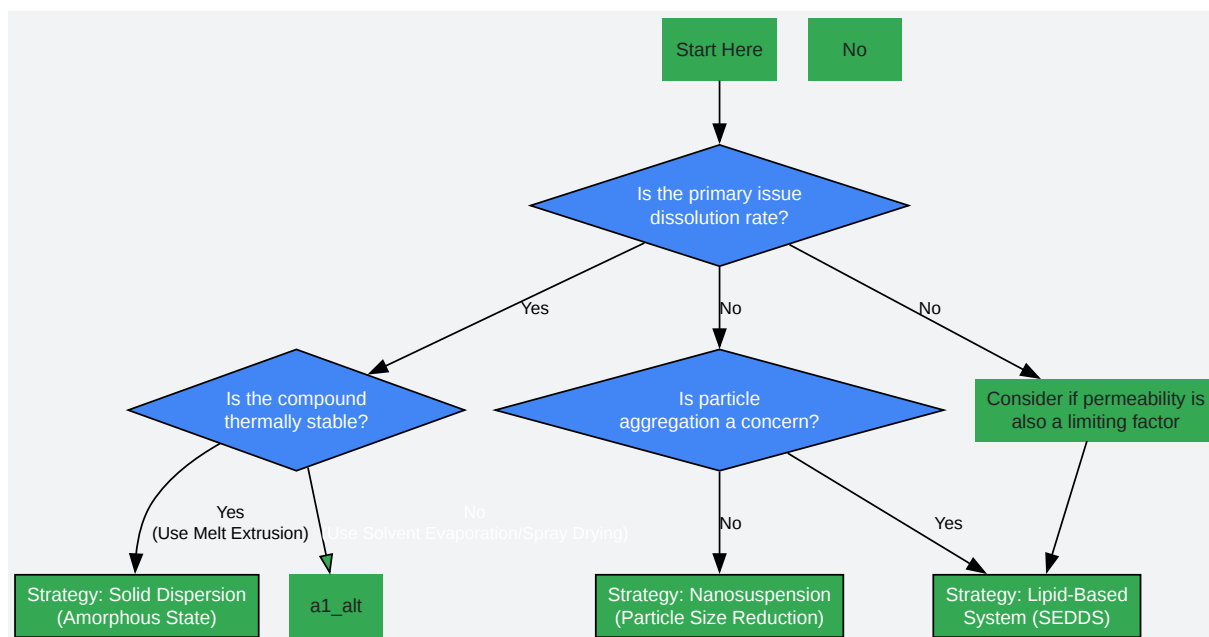 Start Here
No
Is the primary issue
dissolution rate?
Yes
No
No
Is the compound
thermally stable?
Is particle
aggregation a concern?
Consider if permeability is
also a limiting factor
Yes
(Use Melt Extrusion)
No
(Use Solvent Evaporation/Spray Drying)
No
Yes
Strategy: Solid Dispersion
(Amorphous State)
a1_alt
Strategy: Nanosuspension
(Particle Size Reduction)
Strategy: Lipid-Based
System (SEDDS)